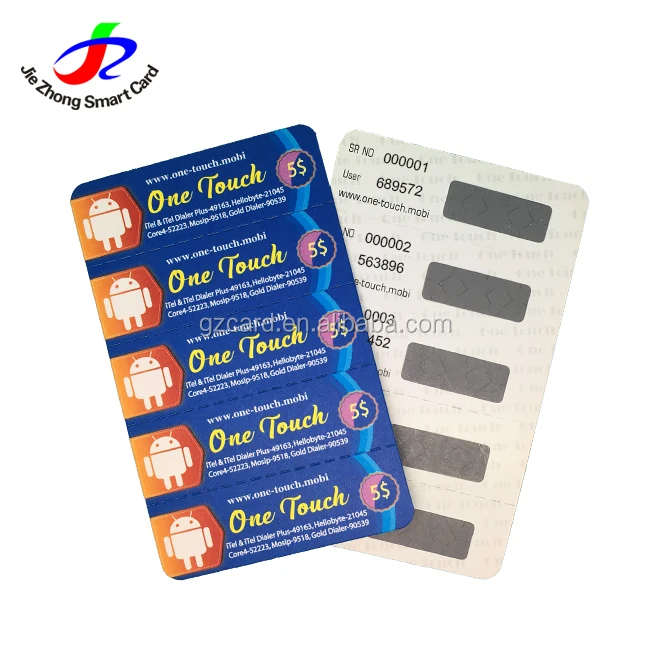 Jie Zhong Smart Card
www.one-touch.mobi
One Touch
5$
iTel & iTel Dialer Plus-49163, Hellobyte-21045
Core4-52223, Mosip-9518, Gold Dialer-90539
www.one-touch.mobi
One Touch
5$
iTel & iTel Dialer Plus-49163, Hellobyte-21045
Core4-52223, Mosip-9518, Gold Dialer-90539
www.one-touch.mobi
One Touch
5$
iTel & iTel Dialer Plus-49163, Hellobyte-21045
Core4-52223, Mosip-9518, Gold Dialer-90539
www.one-touch.mobi
One Touch
5$
iTel & iTel Dialer Plus-49163, Hellobyte-21045
Core4-52223, Mosip-9518, Gold Dialer-90539
www.one-touch.mobi
One Touch
5$
iTel & iTel Dialer Plus-49163, Hellobyte-21045
Core4-52223, Mosip-9518, Gold Dialer-90539
SR NO 000001
User 689572
www.one-touch.mobi
NO 000002
563896
-touch.mobi
0003
452
mobi
gzcard.en.alibaba.com